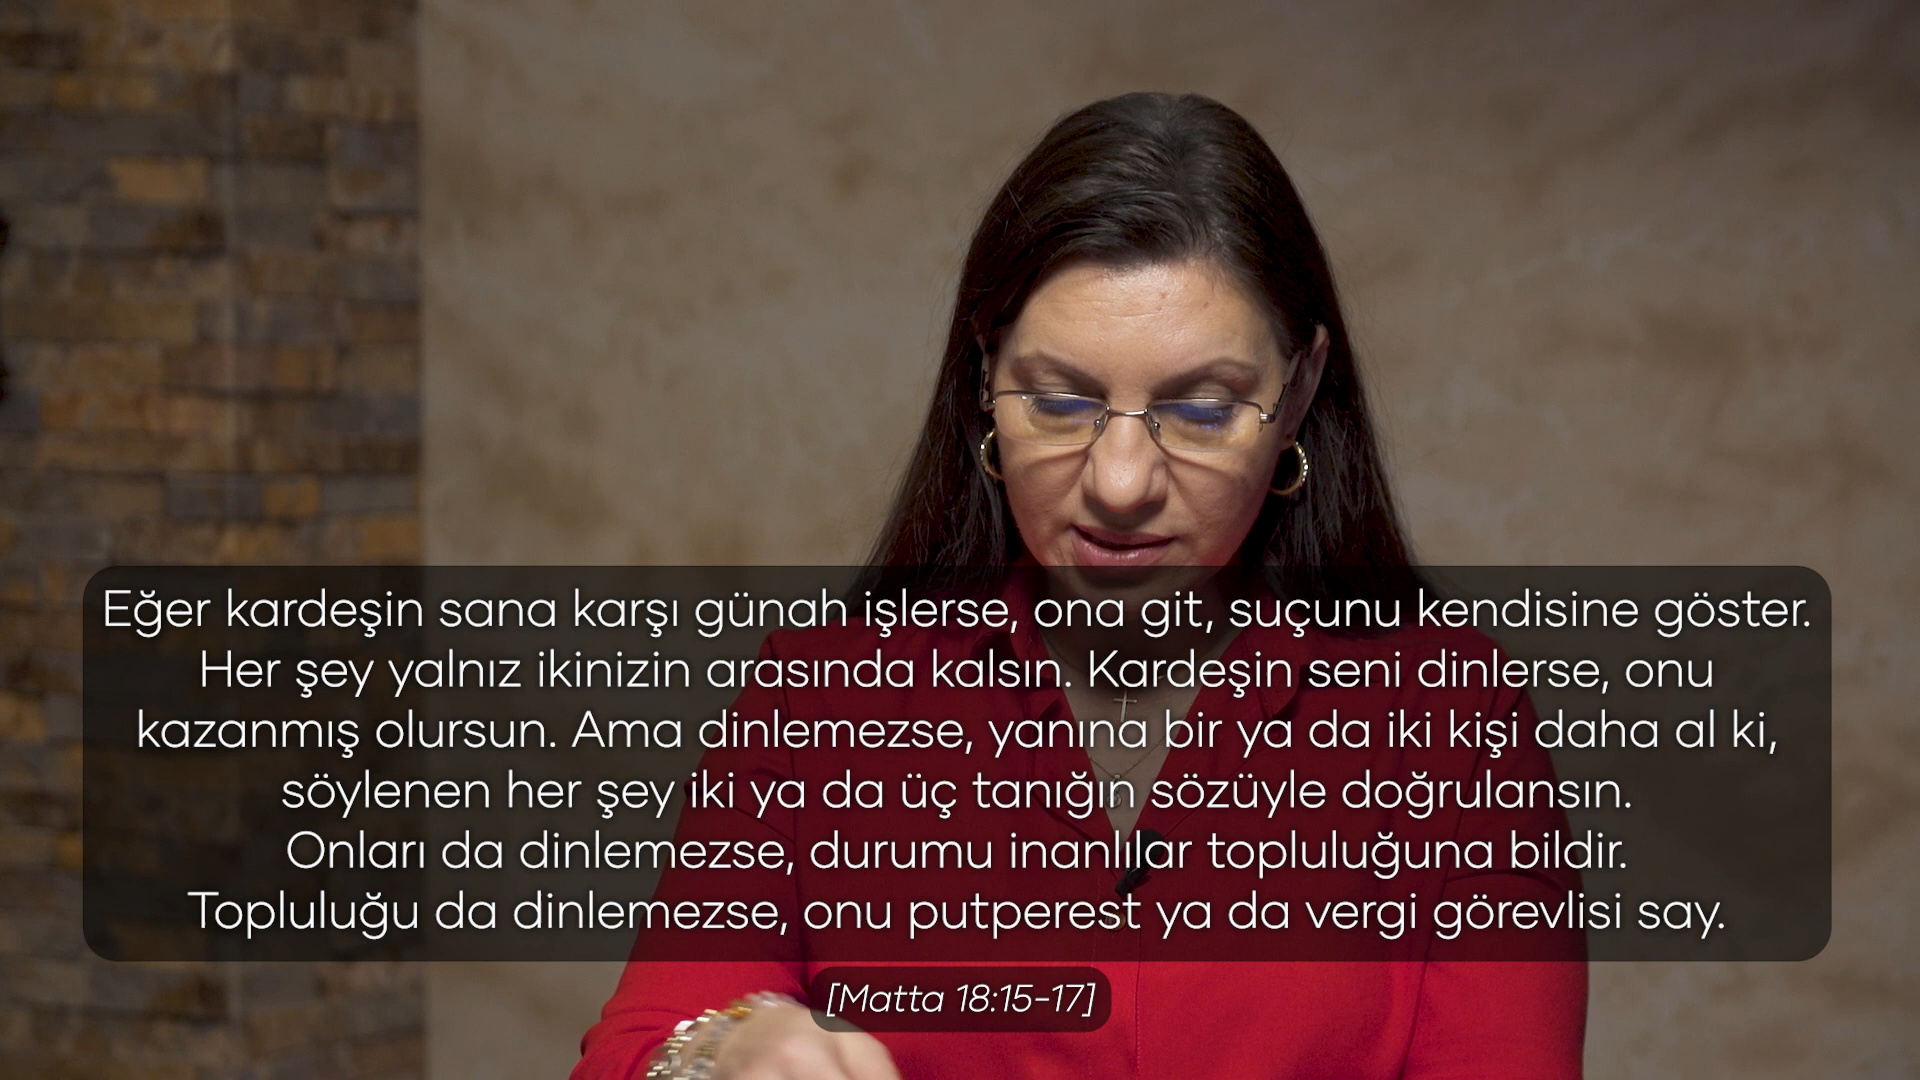 Eğer kardeşin sana karşı günah işlerse, ona git, suçunu kendisine göster.
Her şey yalnız ikinizin arasında kalsın. Kardeşin seni dinlerse, onu
kazanmış olursun. Ama dinlemezse, yanına bir ya da iki kişi daha al ki,
söylenen her şey iki ya da üç tanığın sözüyle doğrulansın.
Onları da dinlemezse, durumu inanlılar topluluğuna bildir.
Topluluğu da dinlemezse, onu putperest ya da vergi görevlisi say.
[Matta 18:15-17]